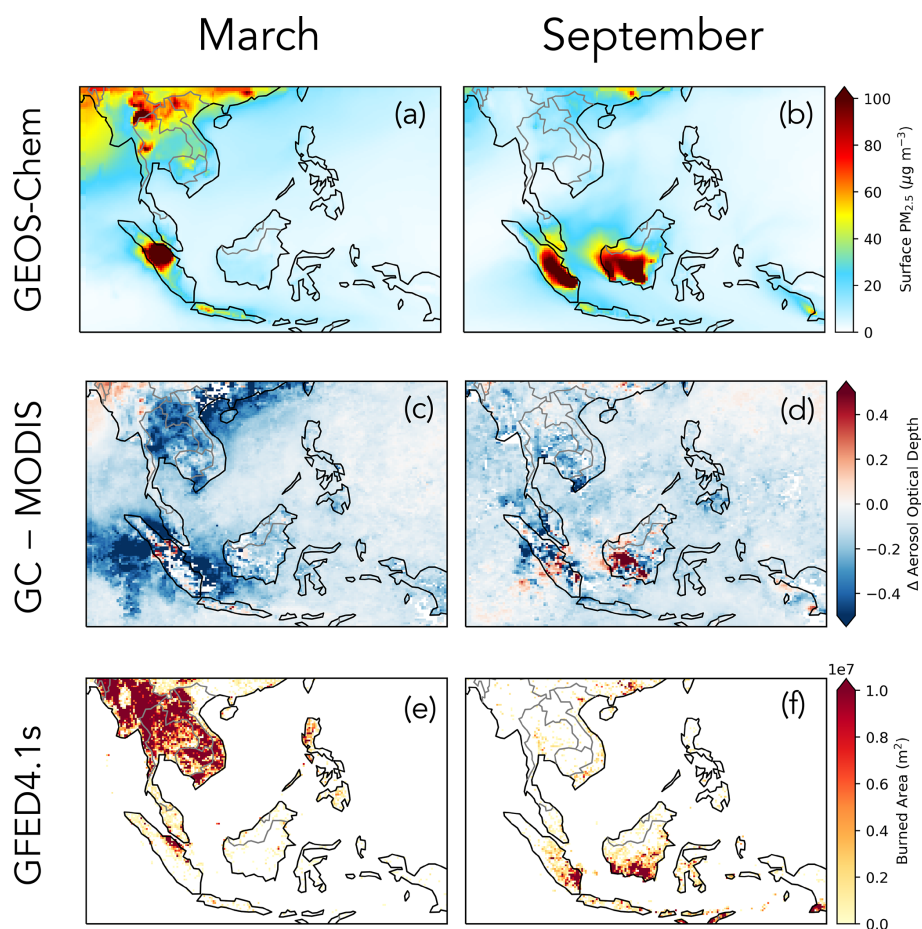 March
September
GEOS-Chem
(a)
(b)
100
80
60
40
20
0
Surface PM2.5 (μg m−3)
GC − MODIS
(c)
(d)
0.4
0.2
0.0
−0.2
−0.4
Δ Aerosol Optical Depth
GFED4.1s
(e)
(f)
1e7
1.0
0.8
0.6
0.4
0.2
0.0
Burned Area (m2)